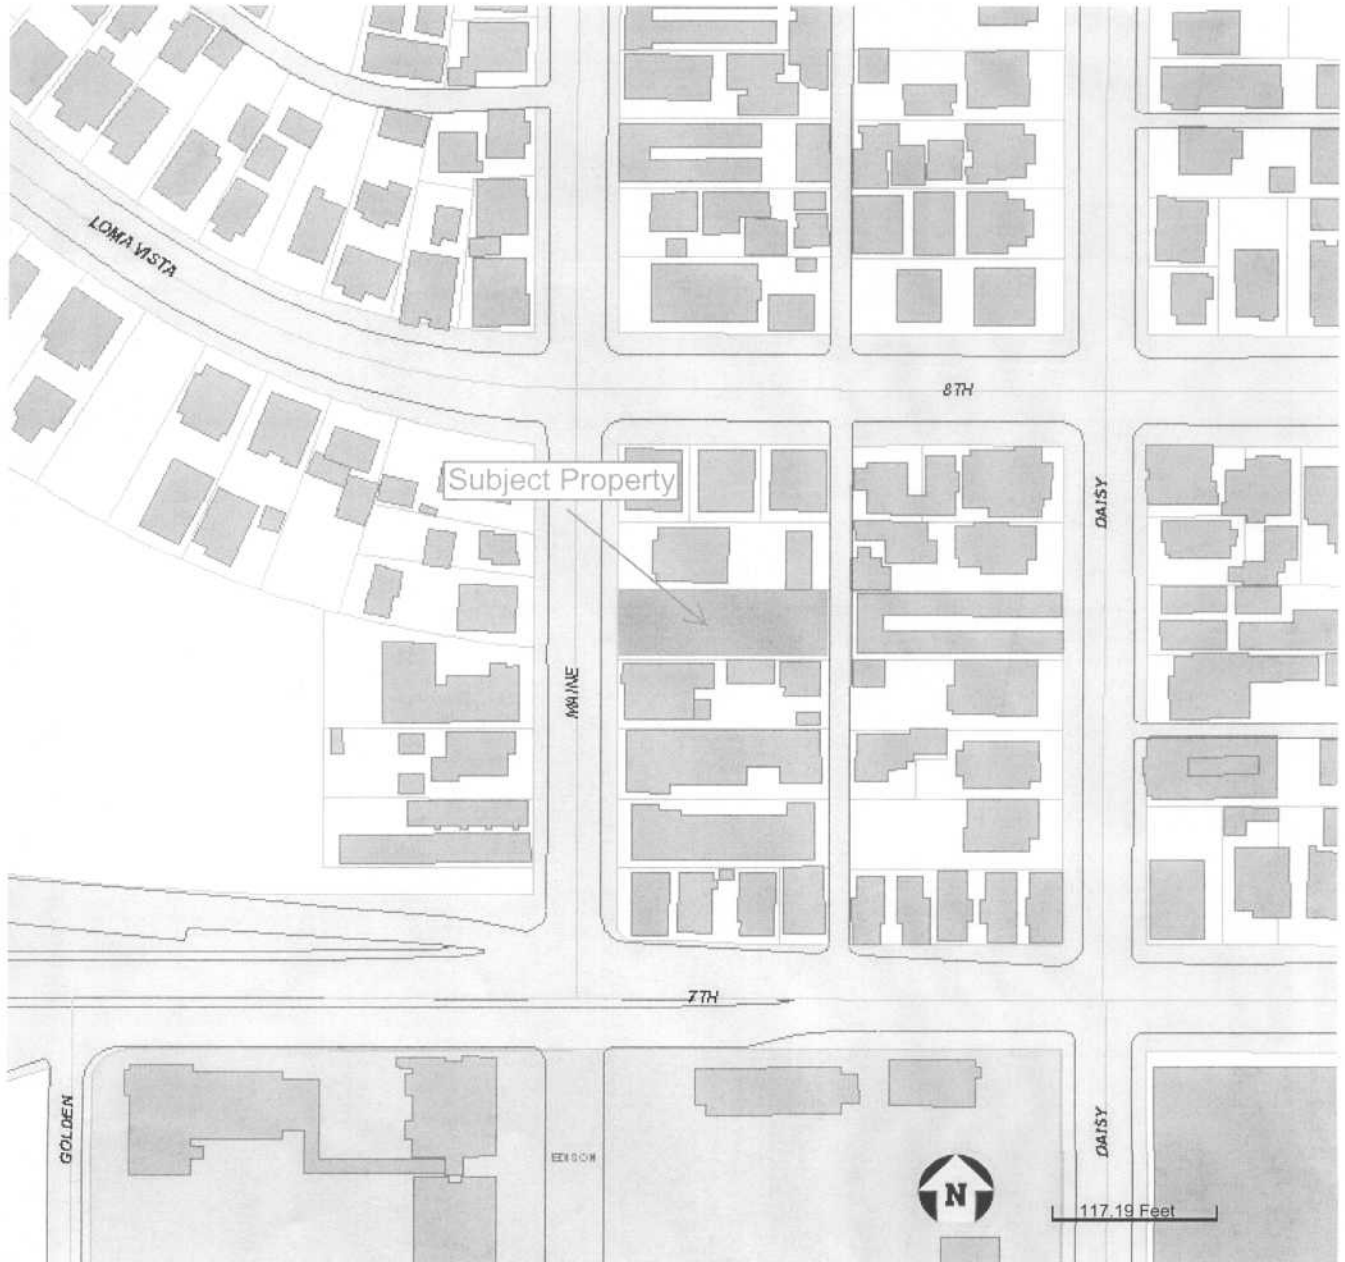 LOMA VISTA
8TH
Subject Property
DAISY
MAINE
7TH
GOLDEN
EDISON
DAISY
N
117.19 Feet